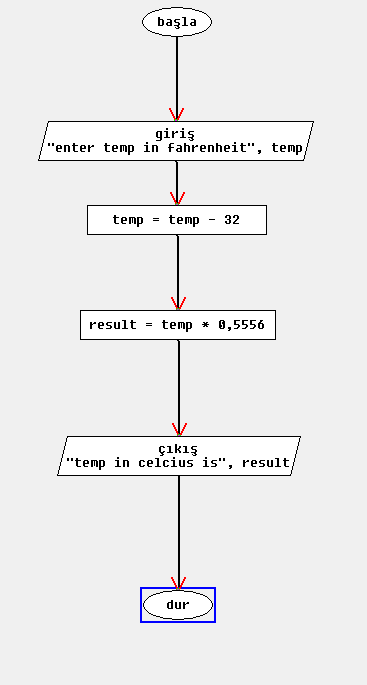 başla
giriş
"enter temp in fahrenheit", temp
temp = temp - 32
result = temp * 0,5556
çıkış
"temp in celcius is", result
dur